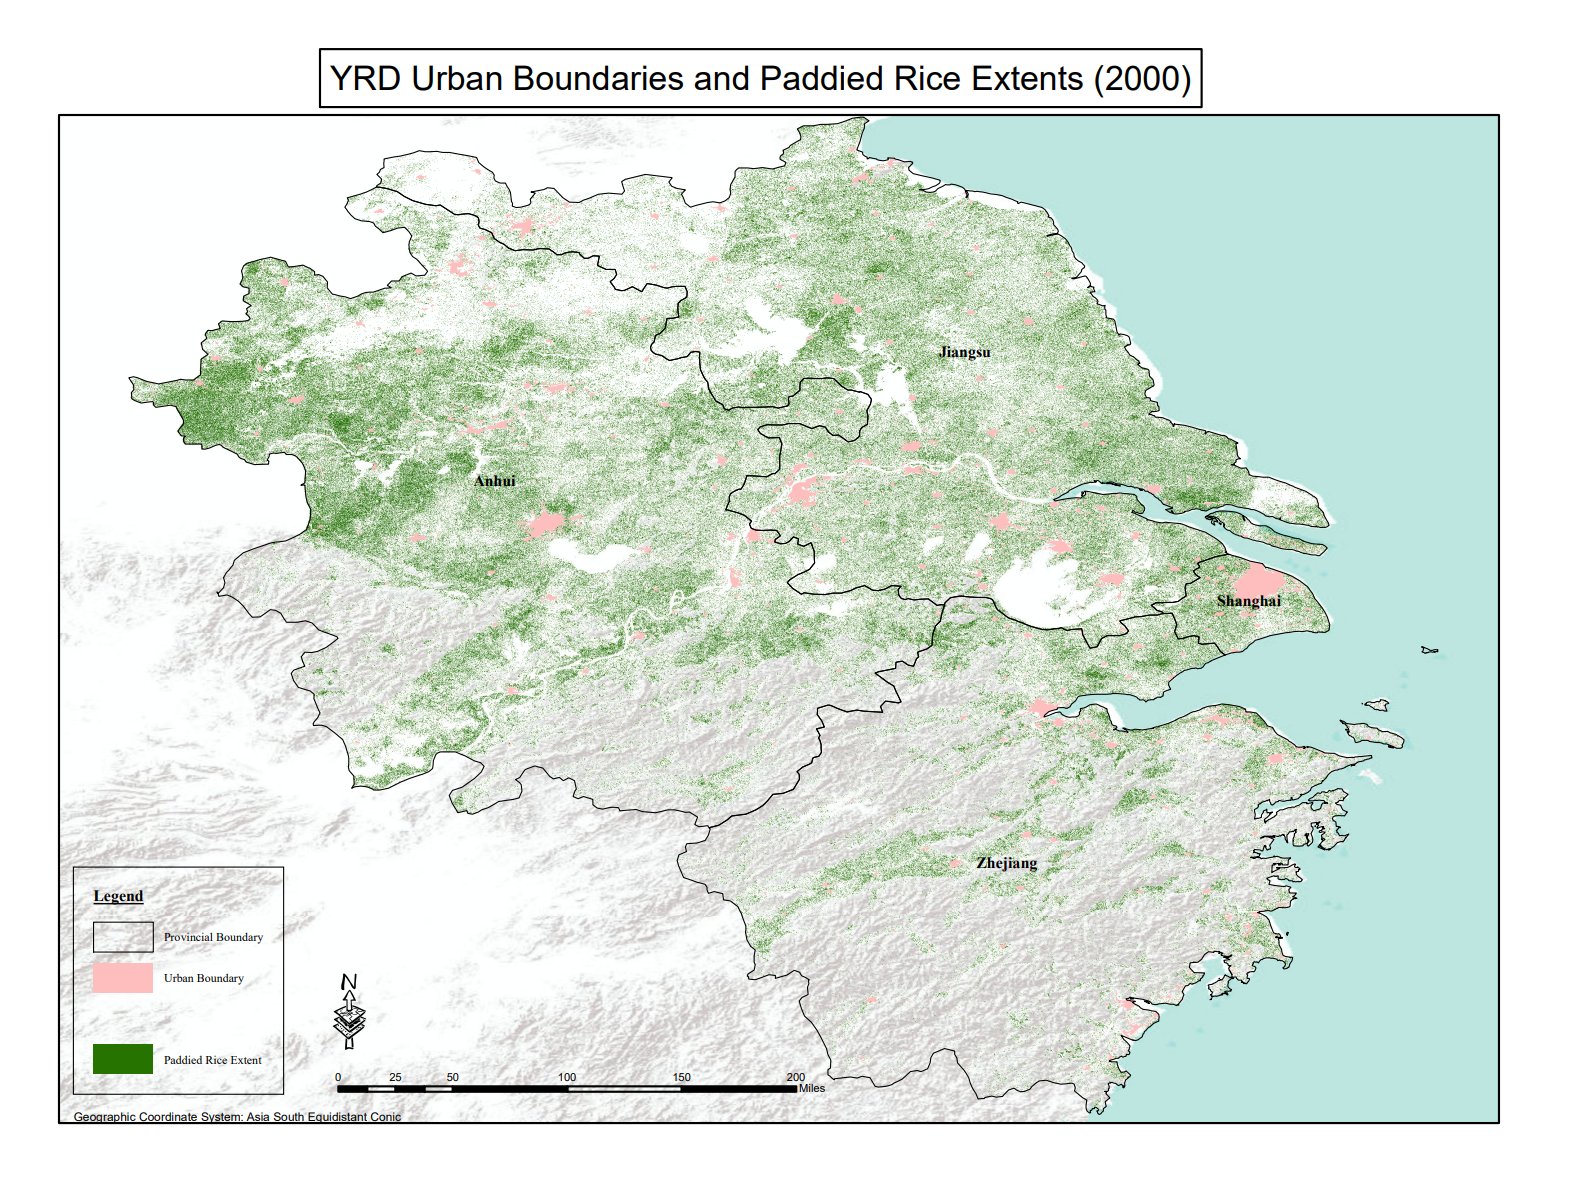 YRD Urban Boundaries and Paddied Rice Extents (2000)
Jiangsu
Anhui
Shanghai
Zhejiang
Legend
Provincial Boundary
Urban Boundary
Paddied Rice Extent
N
0 25 50 100 150 200
Miles
Geographic Coordinate System: Asia South Equidistant Conic